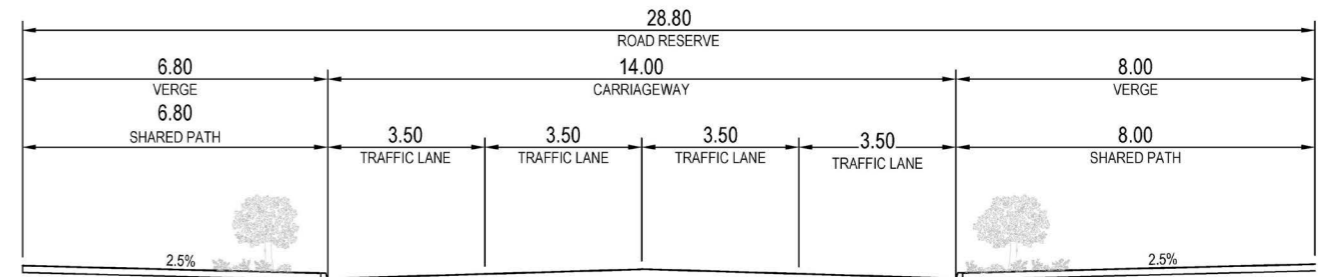 28.80
ROAD RESERVE
6.80
VERGE
14.00
CARRIAGEWAY
8.00
VERGE
6.80
SHARED PATH
3.50
TRAFFIC LANE
3.50
TRAFFIC LANE
3.50
TRAFFIC LANE
3.50
TRAFFIC LANE
8.00
SHARED PATH
2.5%
2.5%